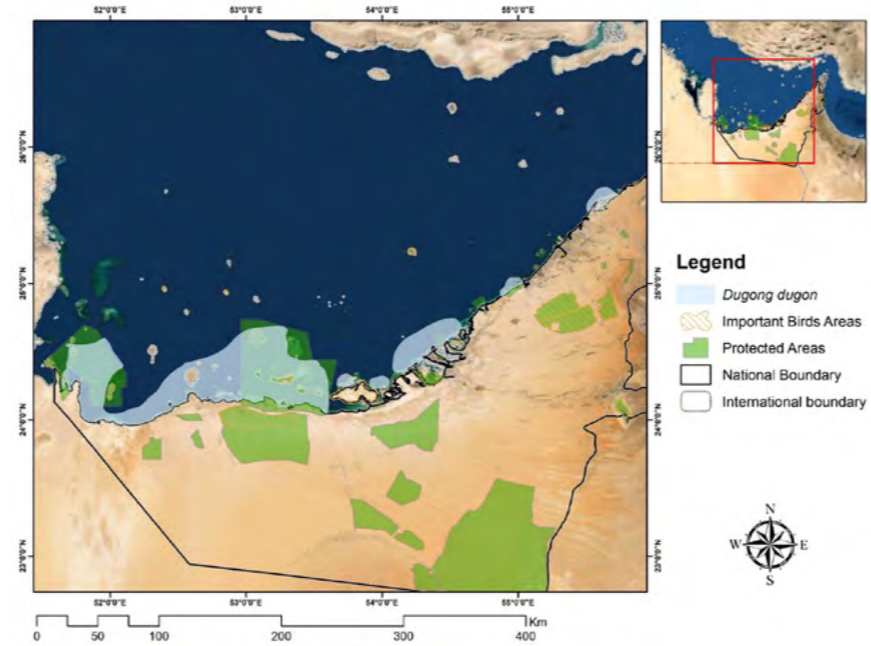 52°0'0"E 53°0'0"E 54°0'0"E 55°0'0"E
26°0'0"N
26°0'0"N
25°0'0"N
25°0'0"N
24°0'0"N
24°0'0"N
23°0'0"N
23°0'0"N
52°0'0"E 53°0'0"E 54°0'0"E 55°0'0"E
0 50 100 200 300 400
Km
Legend
Dugong dugon
Important Birds Areas
Protected Areas
National Boundary
International boundary
N
W E
S